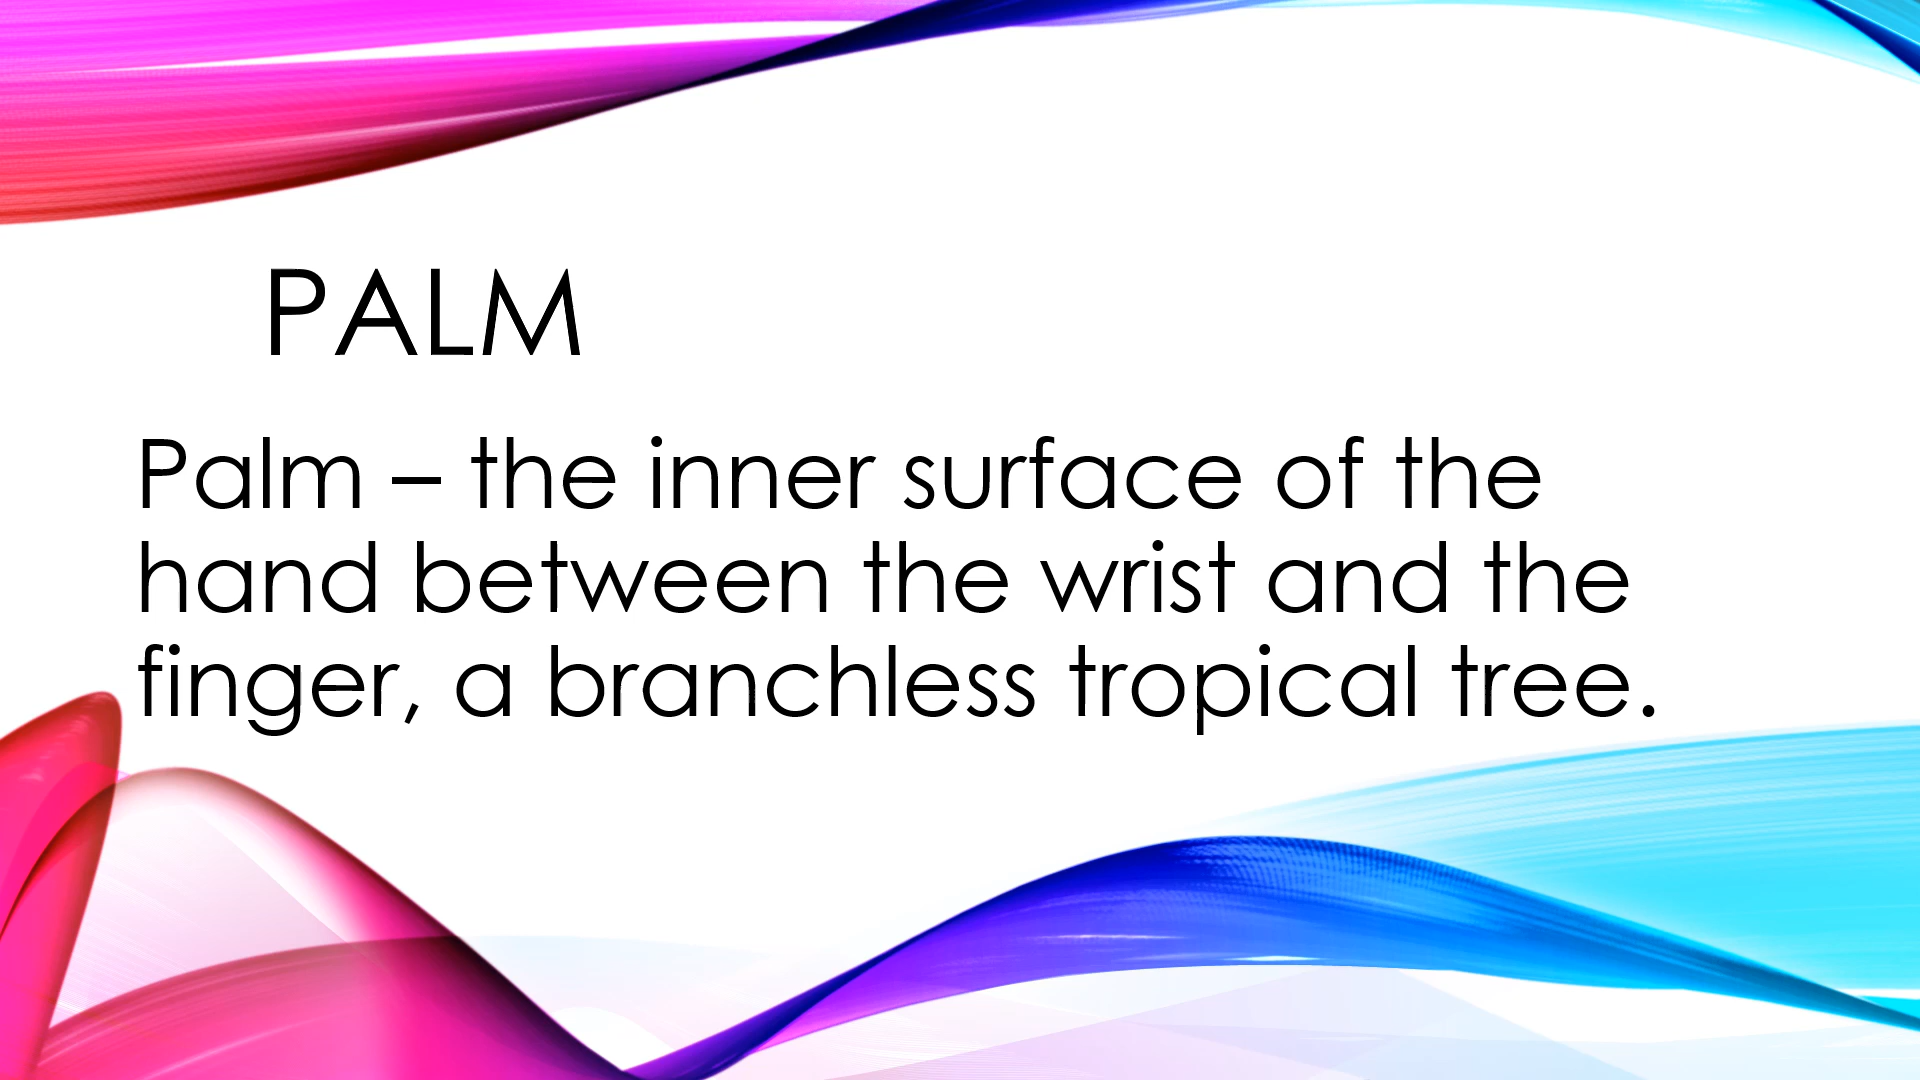 PALM
Palm – the inner surface of the
hand between the wrist and the
finger, a branchless tropical tree.